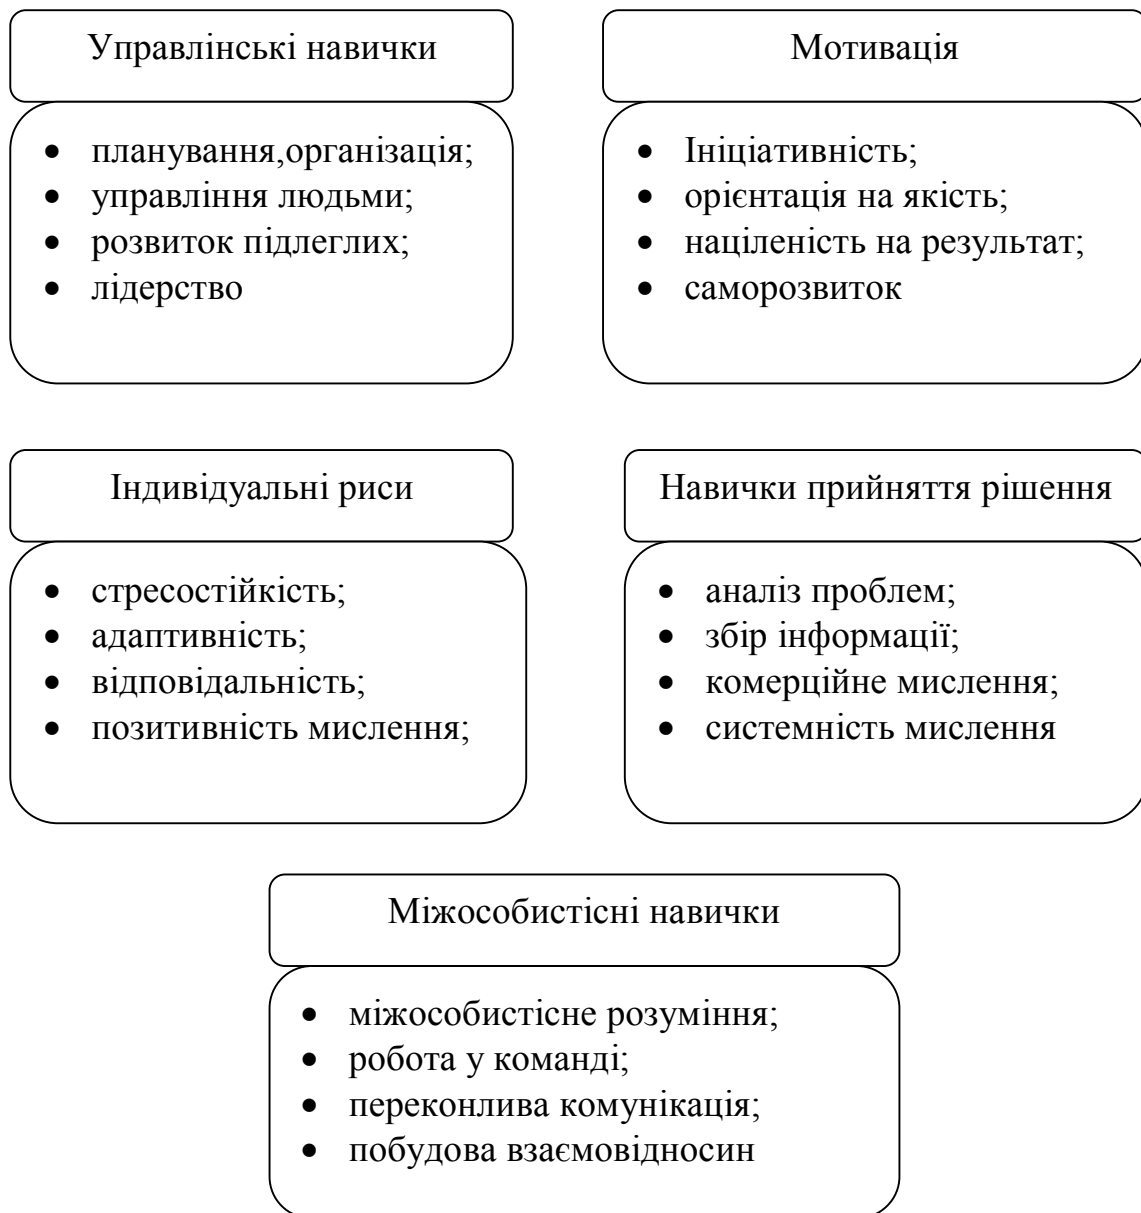 Управлінські навички
• планування,організація;
• управління людьми;
• розвиток підлеглих;
• лідерство
Мотивація
• Ініціативність;
• орієнтація на якість;
• націленість на результат;
• саморозвиток
Індивідуальні риси
• стресостійкість;
• адаптивність;
• відповідальність;
• позитивність мислення;
Навички прийняття рішення
• аналіз проблем;
• збір інформації;
• комерційне мислення;
• системність мислення
Міжособистісні навички
• міжособистісне розуміння;
• робота у команді;
• переконлива комунікація;
• побудова взаємовідносин